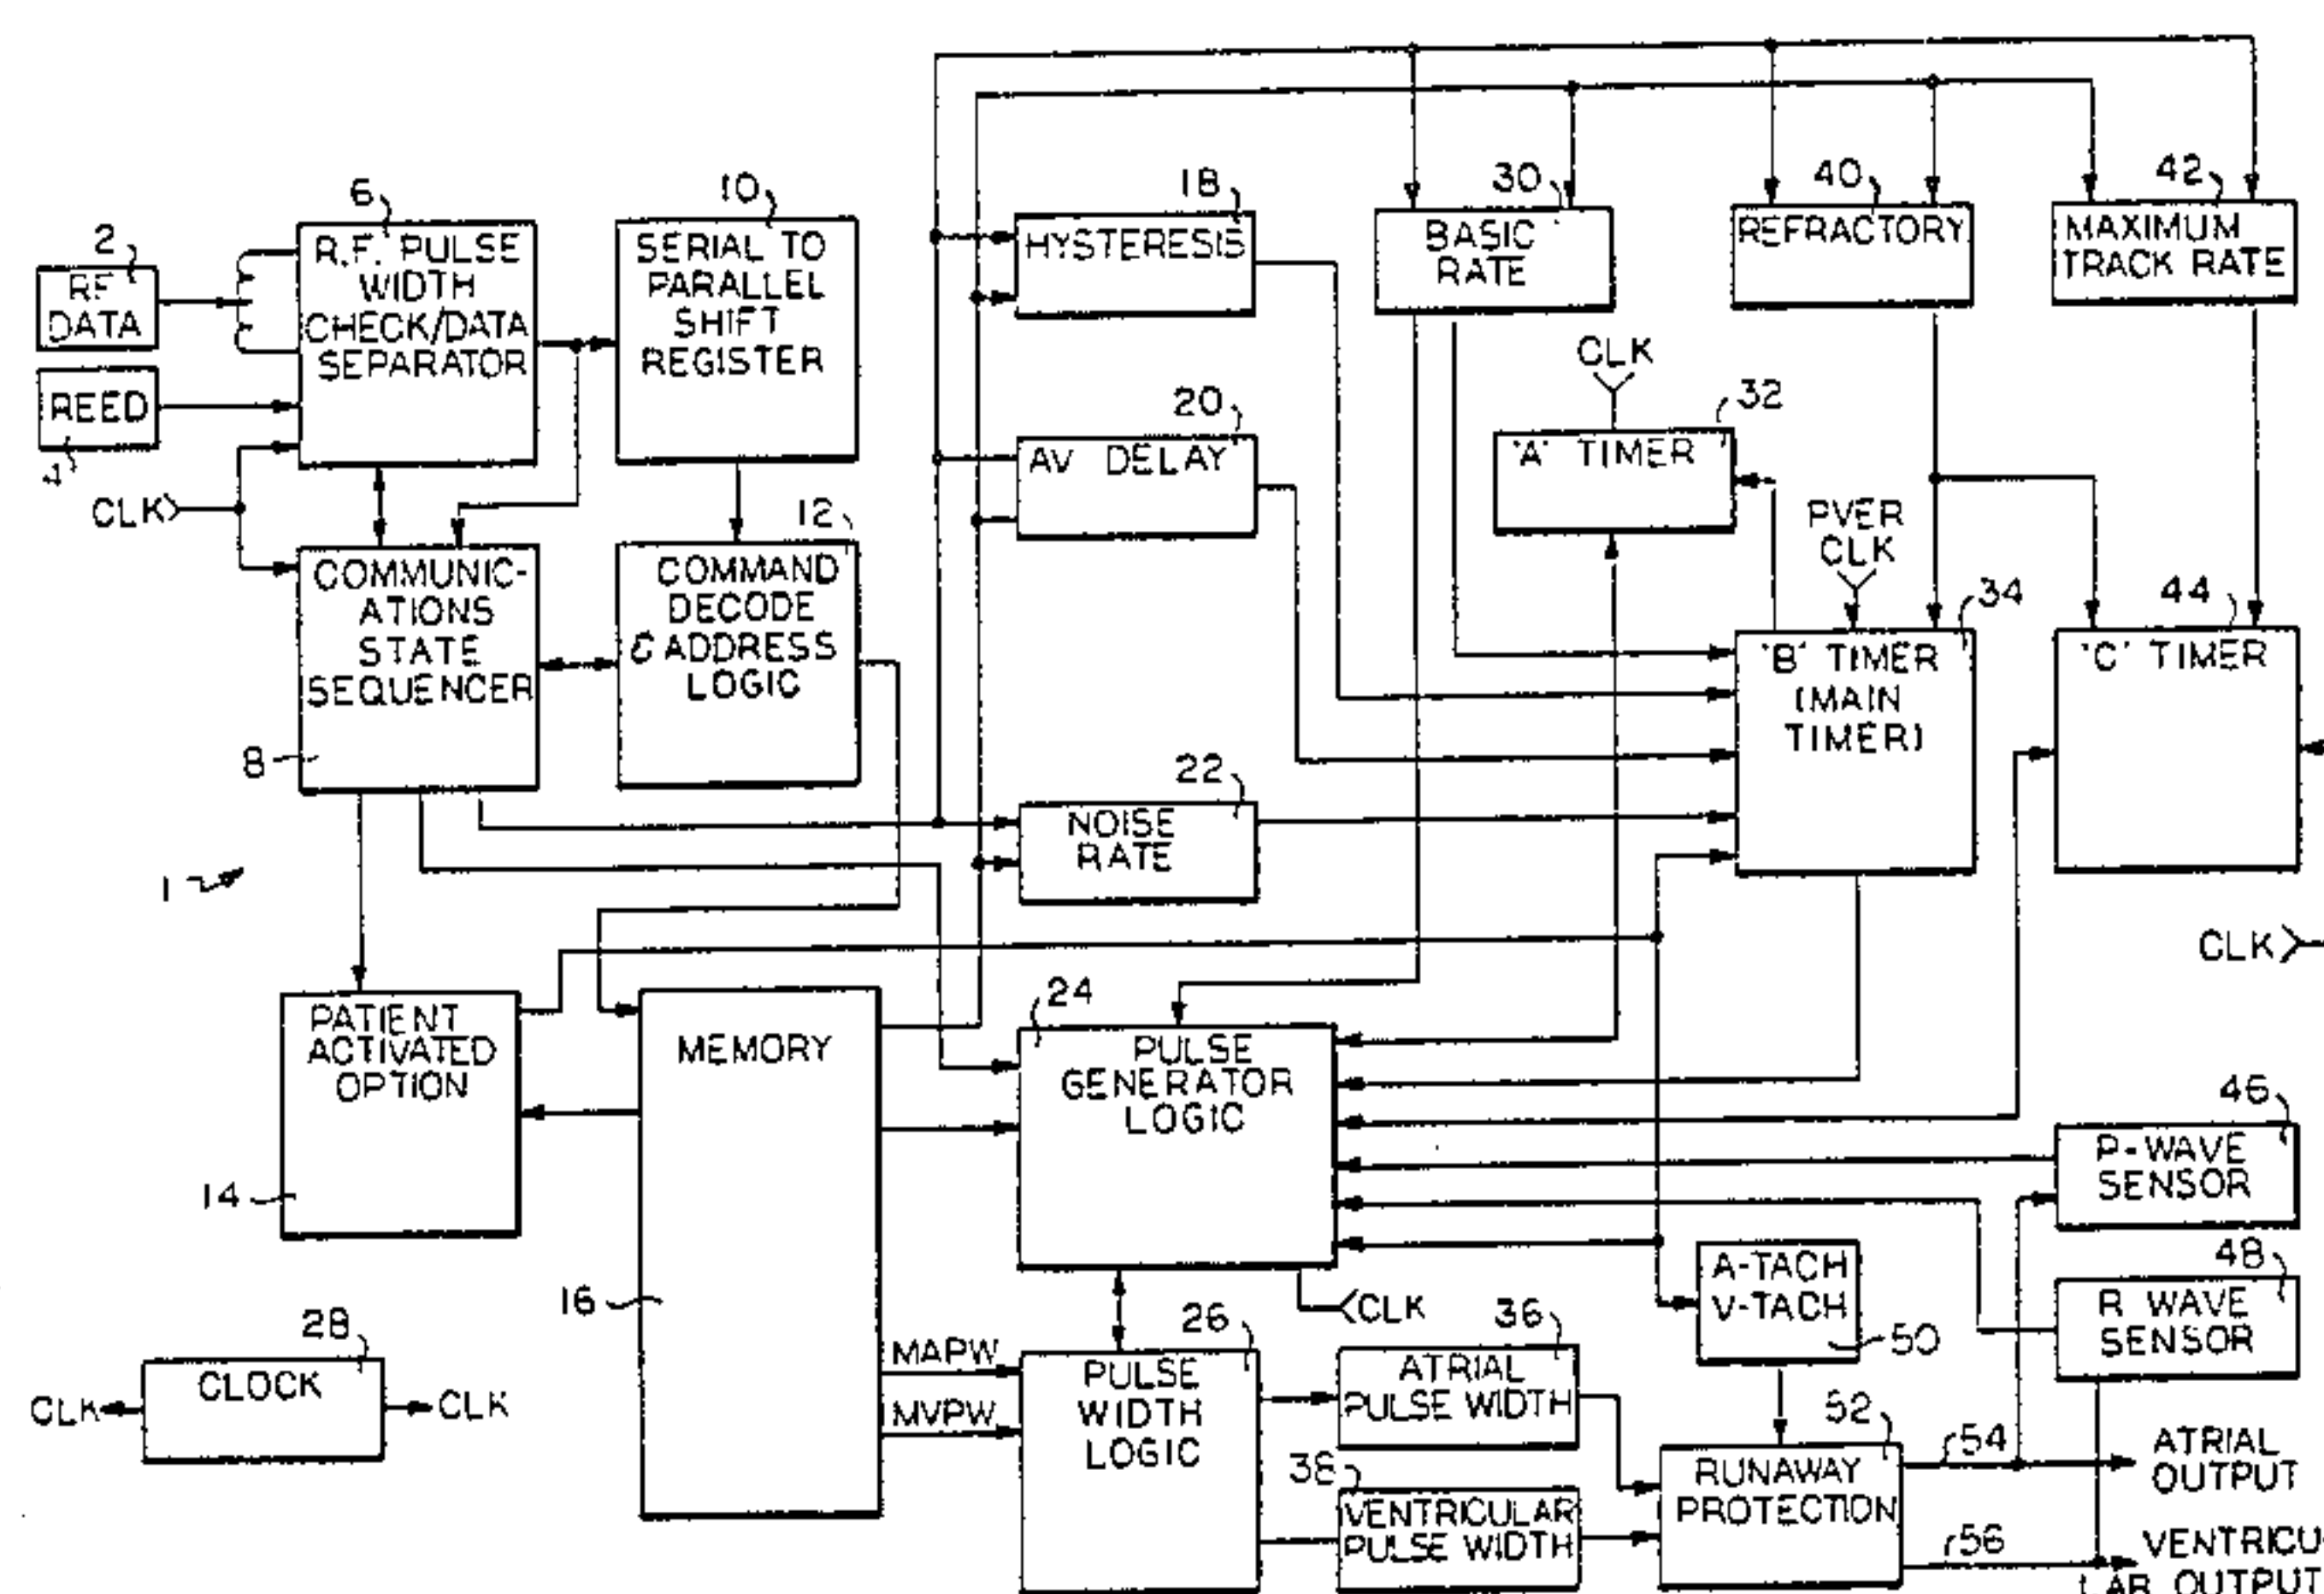 2
RF
DATA
REED
4
CLK
6
R.F. PULSE
WIDTH
CHECK/DATA
SEPARATOR
10
SERIAL TO
PARALLEL
SHIFT
REGISTER
COMMUNIC-
ATIONS
STATE
SEQUENCER
8
12
COMMAND
DECODE
& ADDRESS
LOGIC
18
HYSTERESIS
20
AV DELAY
22
NOISE
RATE
30
BASIC
RATE
40
REFRACTORY
42
MAXIMUM
TRACK RATE
CLK
32
'A' TIMER
PVER
CLK
34
'B' TIMER
(MAIN
TIMER)
44
'C' TIMER
CLK
1
PATIENT
ACTIVATED
OPTION
14
MEMORY
16
24
PULSE
GENERATOR
LOGIC
CLK
46
P-WAVE
SENSOR
48
R WAVE
SENSOR
A-TACH
V-TACH
50
28
CLOCK
CLK
CLK
MAPW
MVPW
26
PULSE
WIDTH
LOGIC
36
ATRIAL
PULSE WIDTH
38
VENTRICULAR
PULSE WIDTH
52
RUNAWAY
PROTECTION
54
ATRIAL
OUTPUT
56
VENTRICU-
LAR OUTPUT